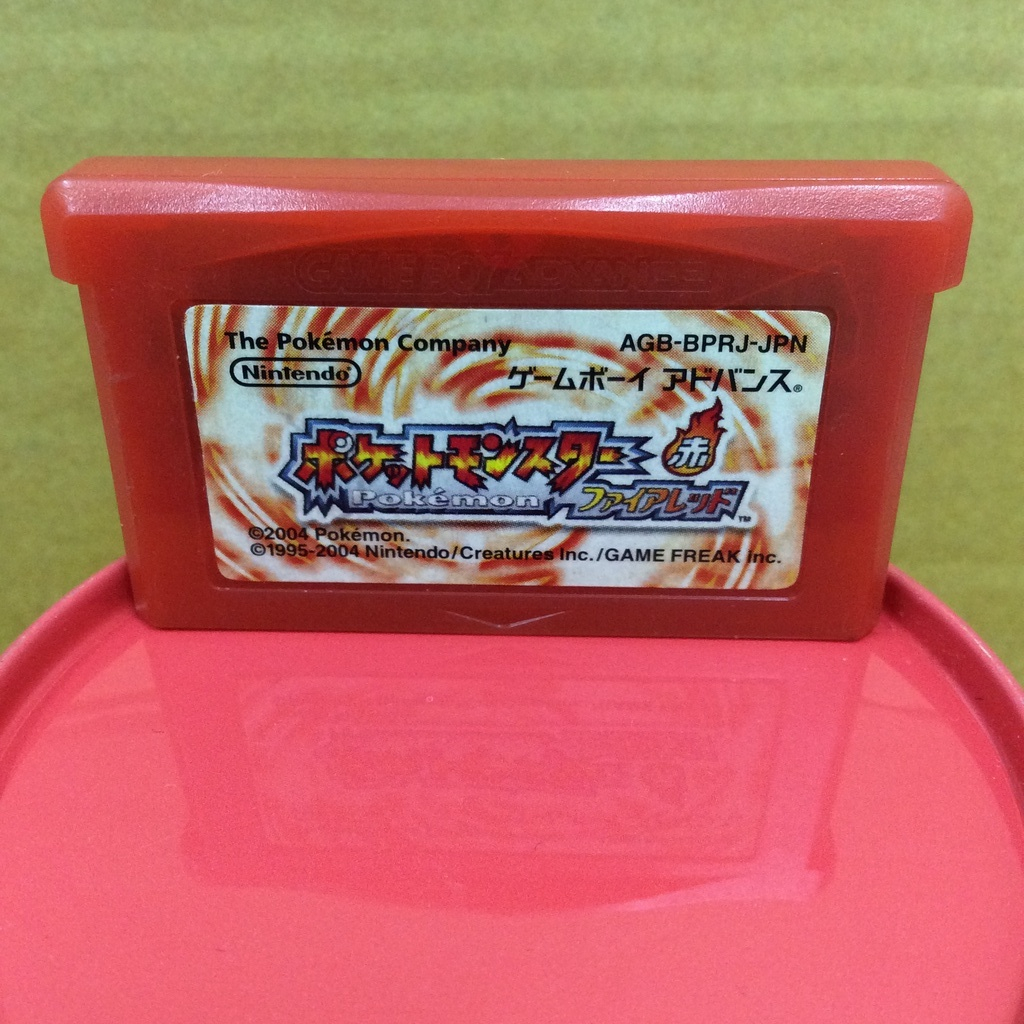 GAME BOY ADVANCE
The Pokémon Company AGB-BPRJ-JPN
Nintendo ゲームボーイ アドバンス®
ポケットモンスター 赤
Pokémon ファイアレッド™
©2004 Pokémon.
©1995-2004 Nintendo/Creatures Inc./GAME FREAK inc.